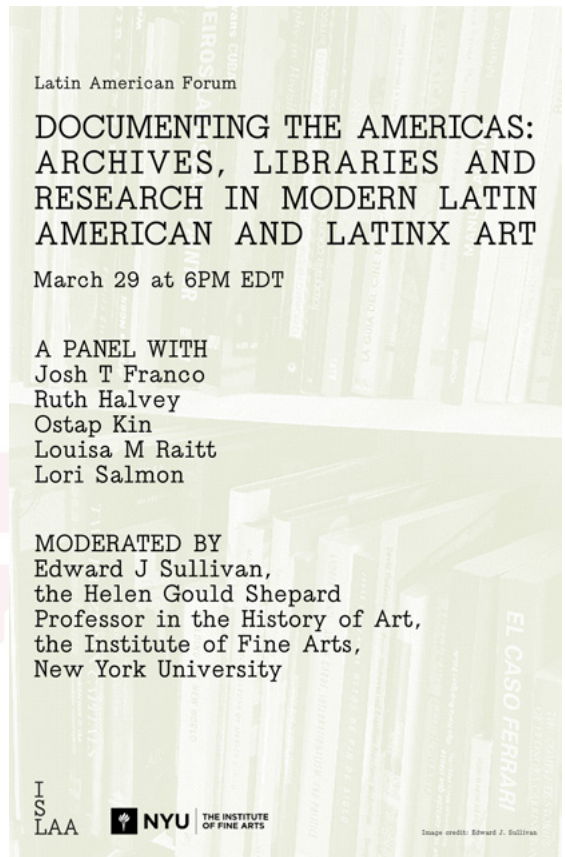 Latin American Forum
DOCUMENTING THE AMERICAS:
ARCHIVES, LIBRARIES AND
RESEARCH IN MODERN LATIN
AMERICAN AND LATINX ART
March 29 at 6PM EDT
A PANEL WITH
Josh T Franco
Ruth Halvey
Ostap Kin
Louisa M Raitt
Lori Salmon
MODERATED BY
Edward J Sullivan,
the Helen Gould Shepard
Professor in the History of Art,
the Institute of Fine Arts,
New York University
EL CASO FERRARI
I
S
LAA
NYU
THE INSTITUTE
OF FINE ARTS
Image credit: Edward J. Sullivan